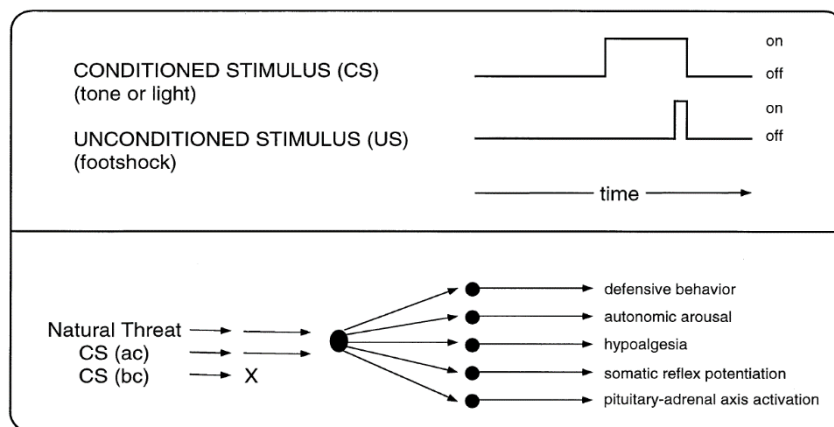 CONDITIONED STIMULUS (CS)
(tone or light)
on
off
UNCONDITIONED STIMULUS (US)
(footshock)
on
off
time
Natural Threat
CS (ac)
CS (bc)
X
defensive behavior
autonomic arousal
hypoalgesia
somatic reflex potentiation
pituitary-adrenal axis activation